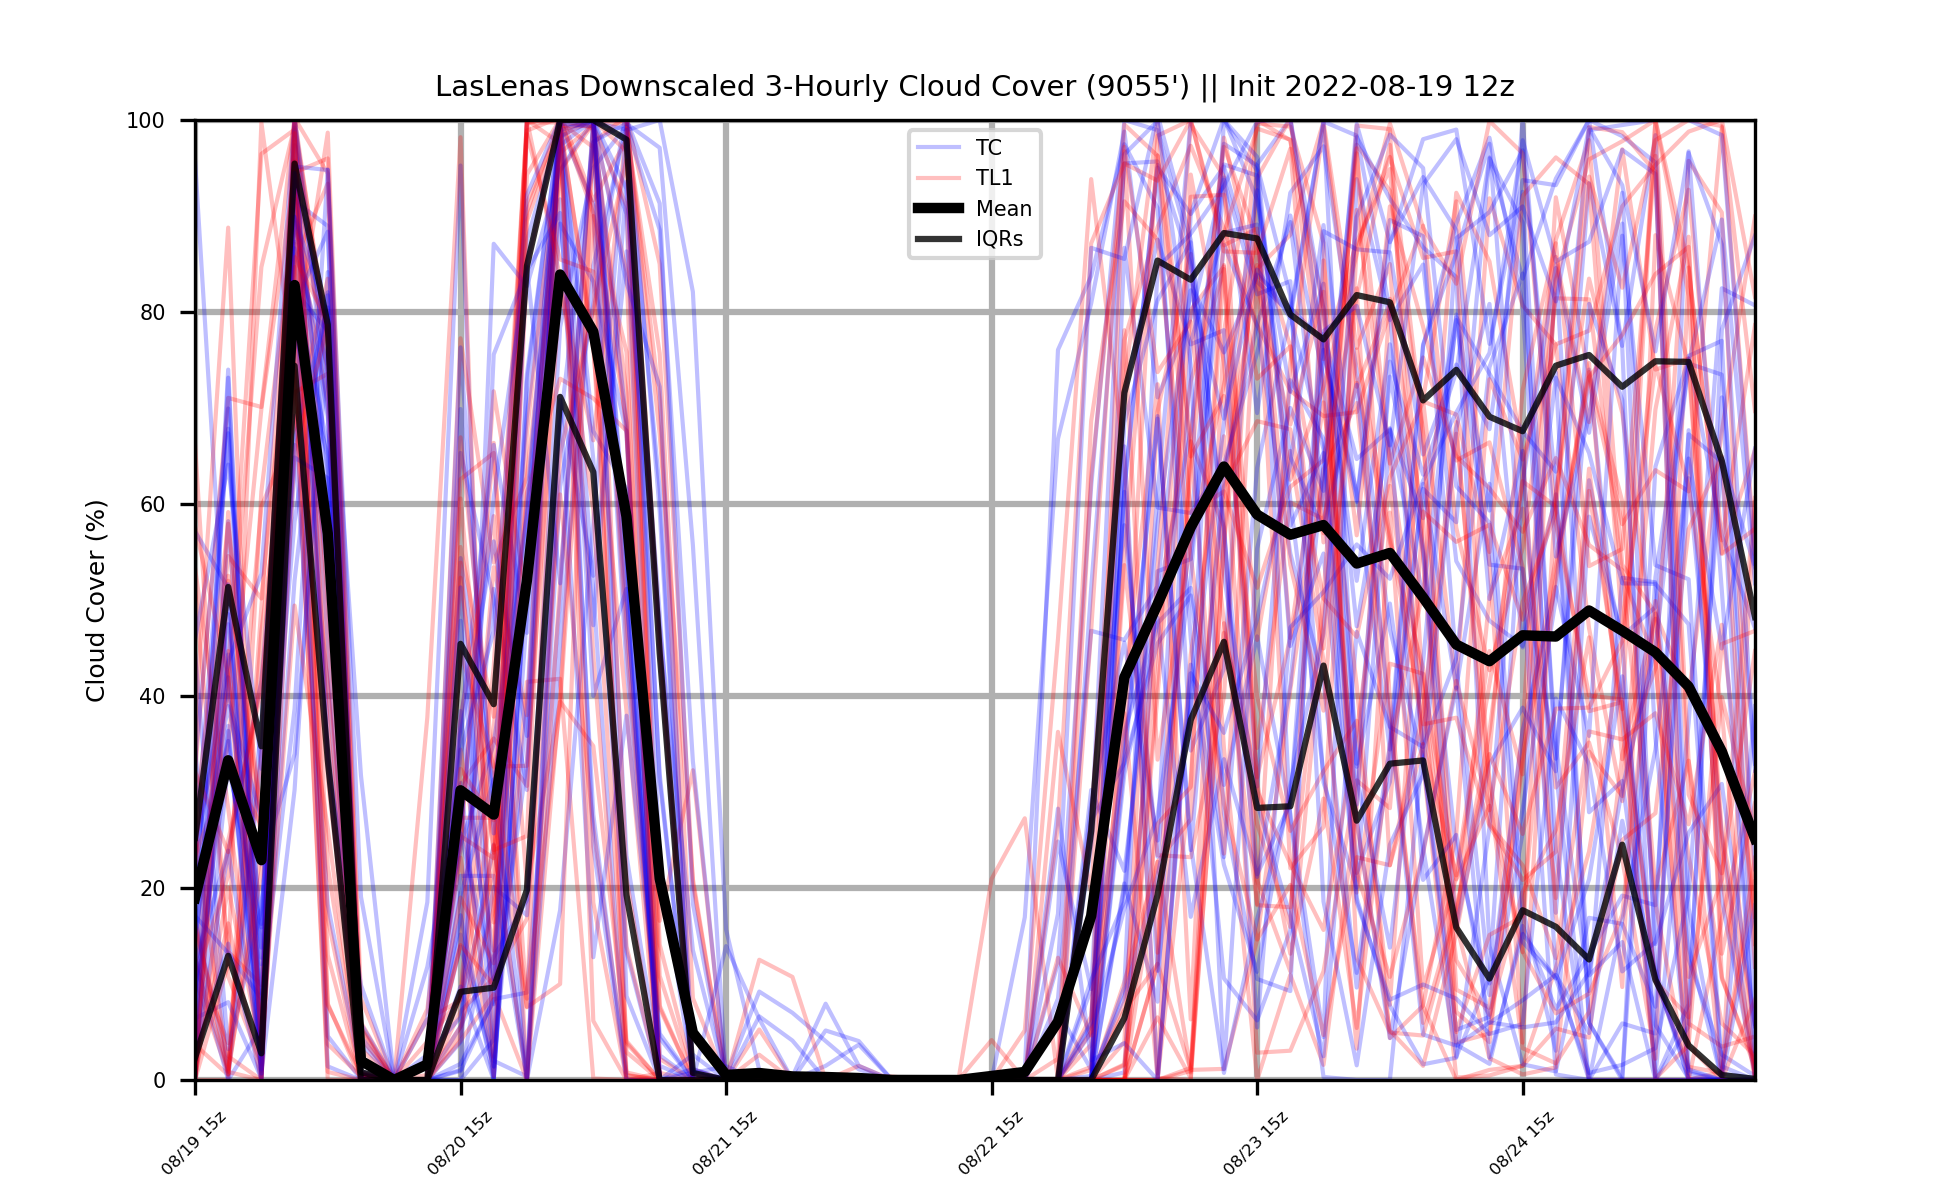 LasLenas Downscaled 3-Hourly Cloud Cover (9055') || Init 2022-08-19 12z
100
80
60
40
20
0
Cloud Cover (%)
TC
TL1
Mean
IQRs
08/19 15z
08/20 15z
08/21 15z
08/22 15z
08/23 15z
08/24 15z